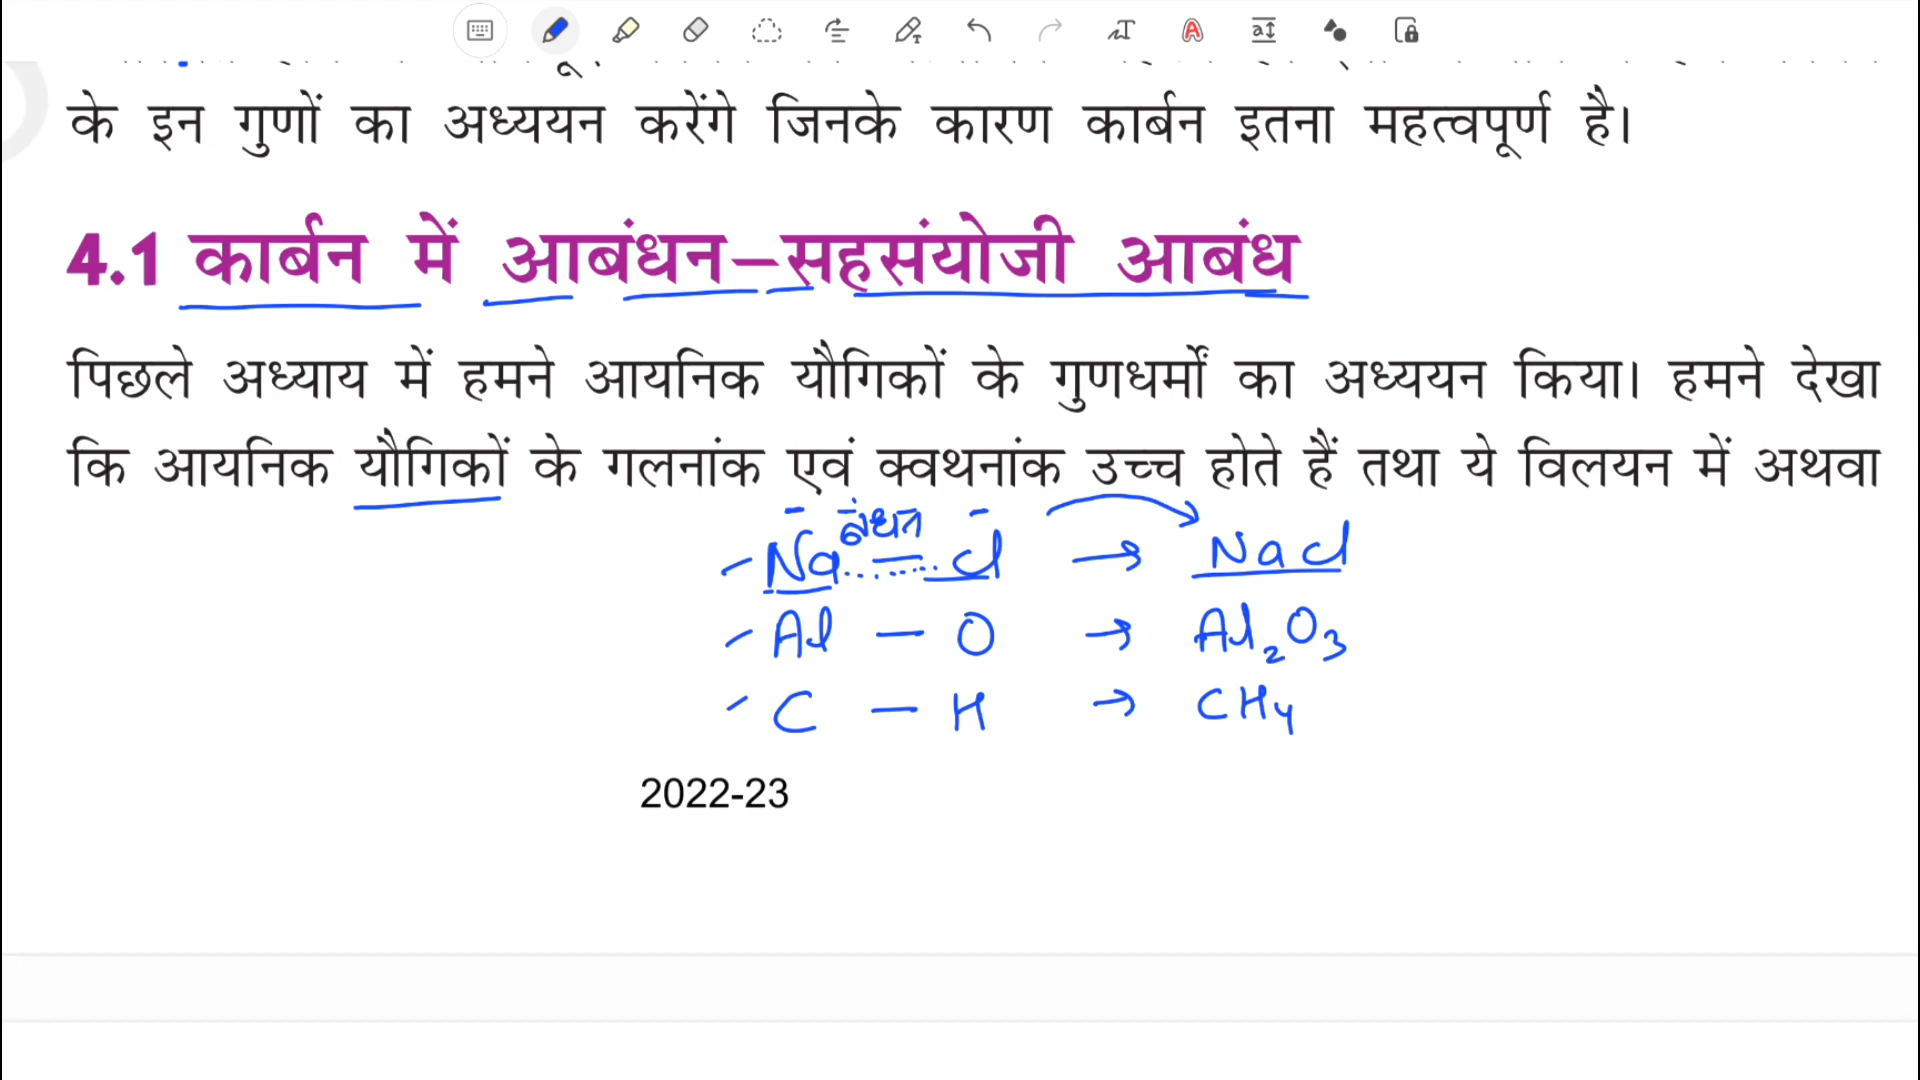 के इन गुणों का अध्ययन करेंगे जिनके कारण कार्बन इतना महत्वपूर्ण है।
4.1 कार्बन में आबंधन–सहसंयोजी आबंध
पिछले अध्याय में हमने आयनिक यौगिकों के गुणधर्मों का अध्ययन किया। हमने देखा
कि आयनिक यौगिकों के गलनांक एवं क्वथनांक उच्च होते हैं तथा ये विलयन में अथवा
बंधन
Na — Cl → NaCl
Al — O → Al₂O₃
C — H → CH₄
2022-23